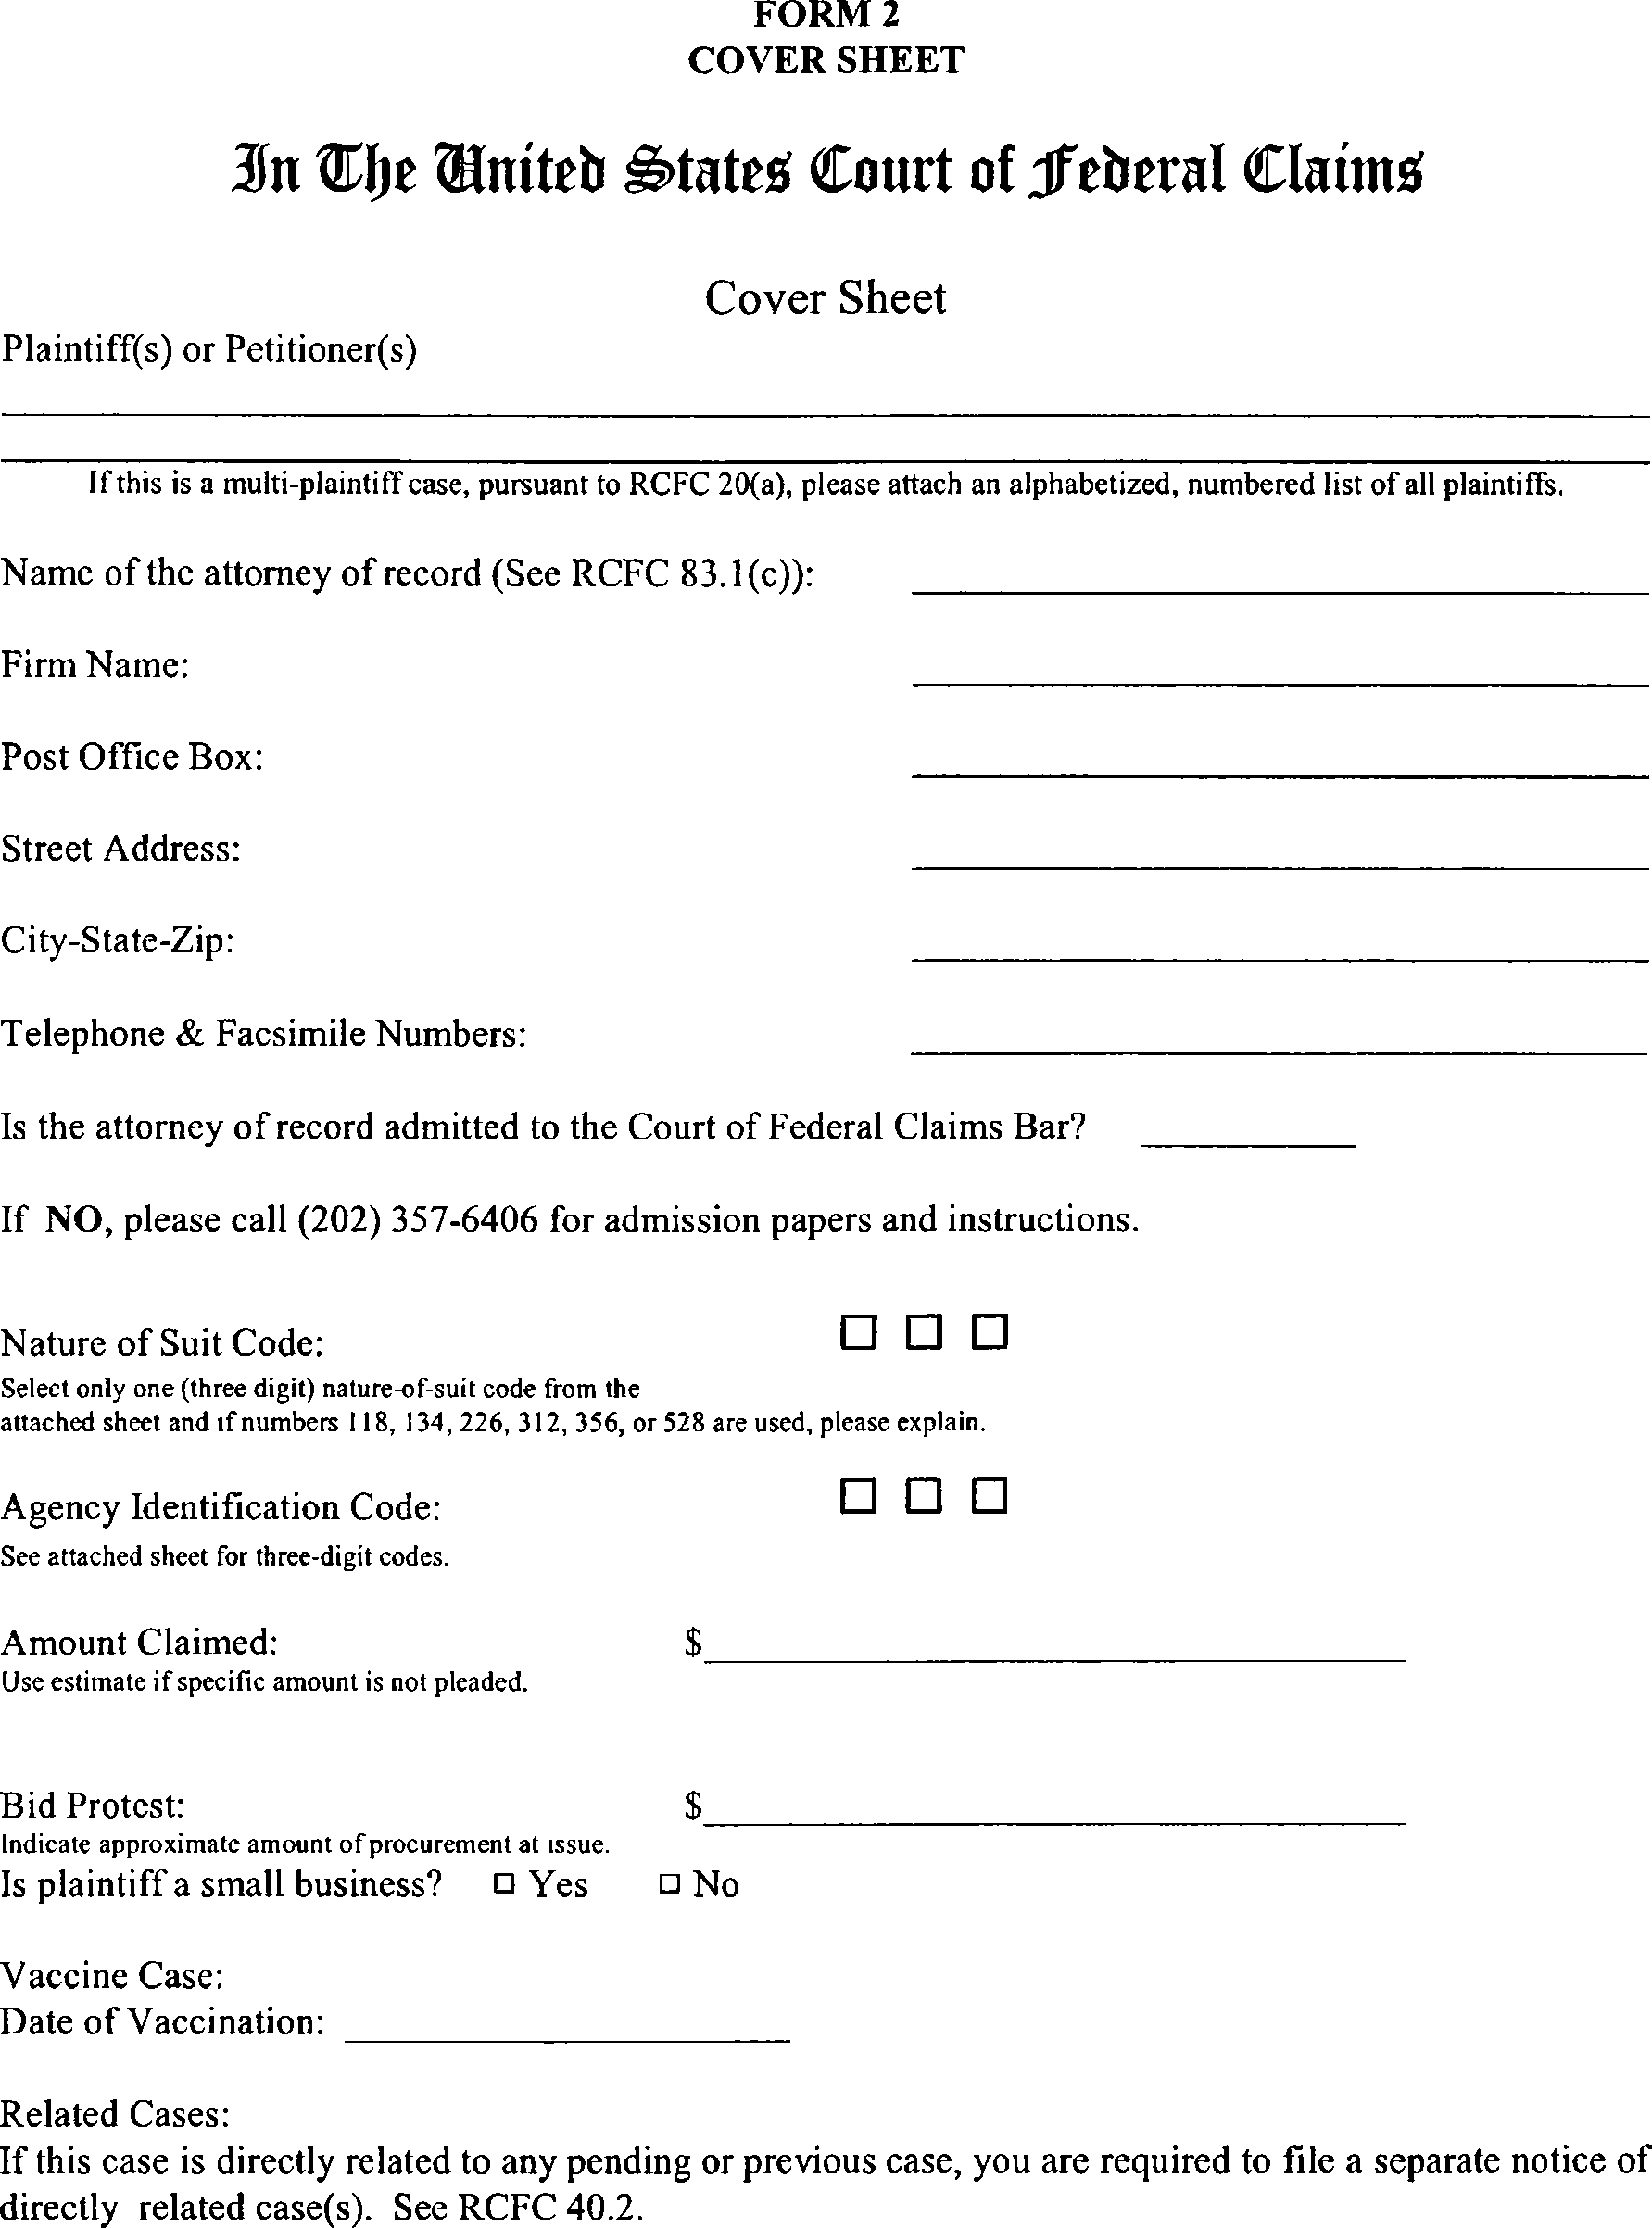 FORM 2
COVER SHEET
In The United States Court of Federal Claims
Cover Sheet
Plaintiff(s) or Petitioner(s)
If this is a multi-plaintiff case, pursuant to RCFC 20(a), please attach an alphabetized, numbered list of all plaintiffs.
Name of the attorney of record (See RCFC 83.1(c)):
Firm Name:
Post Office Box:
Street Address:
City-State-Zip:
Telephone & Facsimile Numbers:
Is the attorney of record admitted to the Court of Federal Claims Bar?
If NO, please call (202) 357-6406 for admission papers and instructions.
Nature of Suit Code: □ □ □
Select only one (three digit) nature-of-suit code from the
attached sheet and if numbers 118, 134, 226, 312, 356, or 528 are used, please explain.
Agency Identification Code: □ □ □
See attached sheet for three-digit codes.
Amount Claimed: $
Use estimate if specific amount is not pleaded.
Bid Protest: $
Indicate approximate amount of procurement at issue.
Is plaintiff a small business? □ Yes □ No
Vaccine Case:
Date of Vaccination:
Related Cases:
If this case is directly related to any pending or previous case, you are required to file a separate notice of
directly related case(s). See RCFC 40.2.